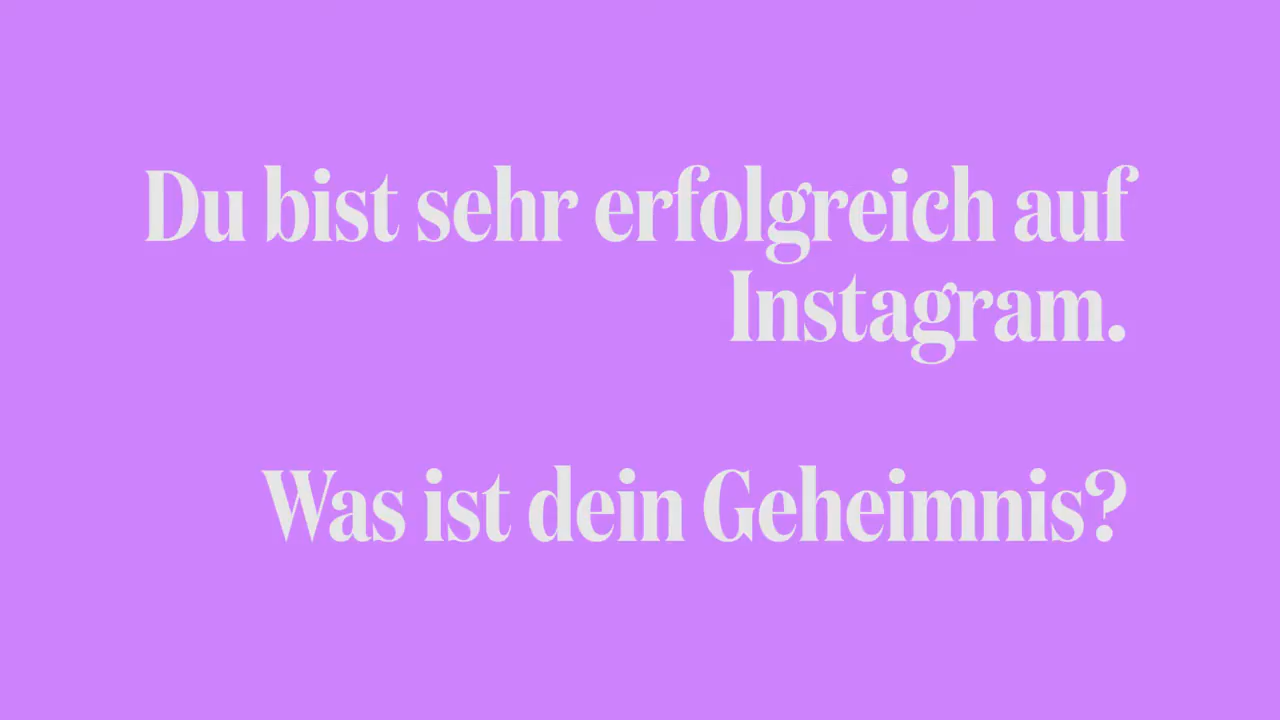 Du bist sehr erfolgreich auf
Instagram.
Was ist dein Geheimnis?